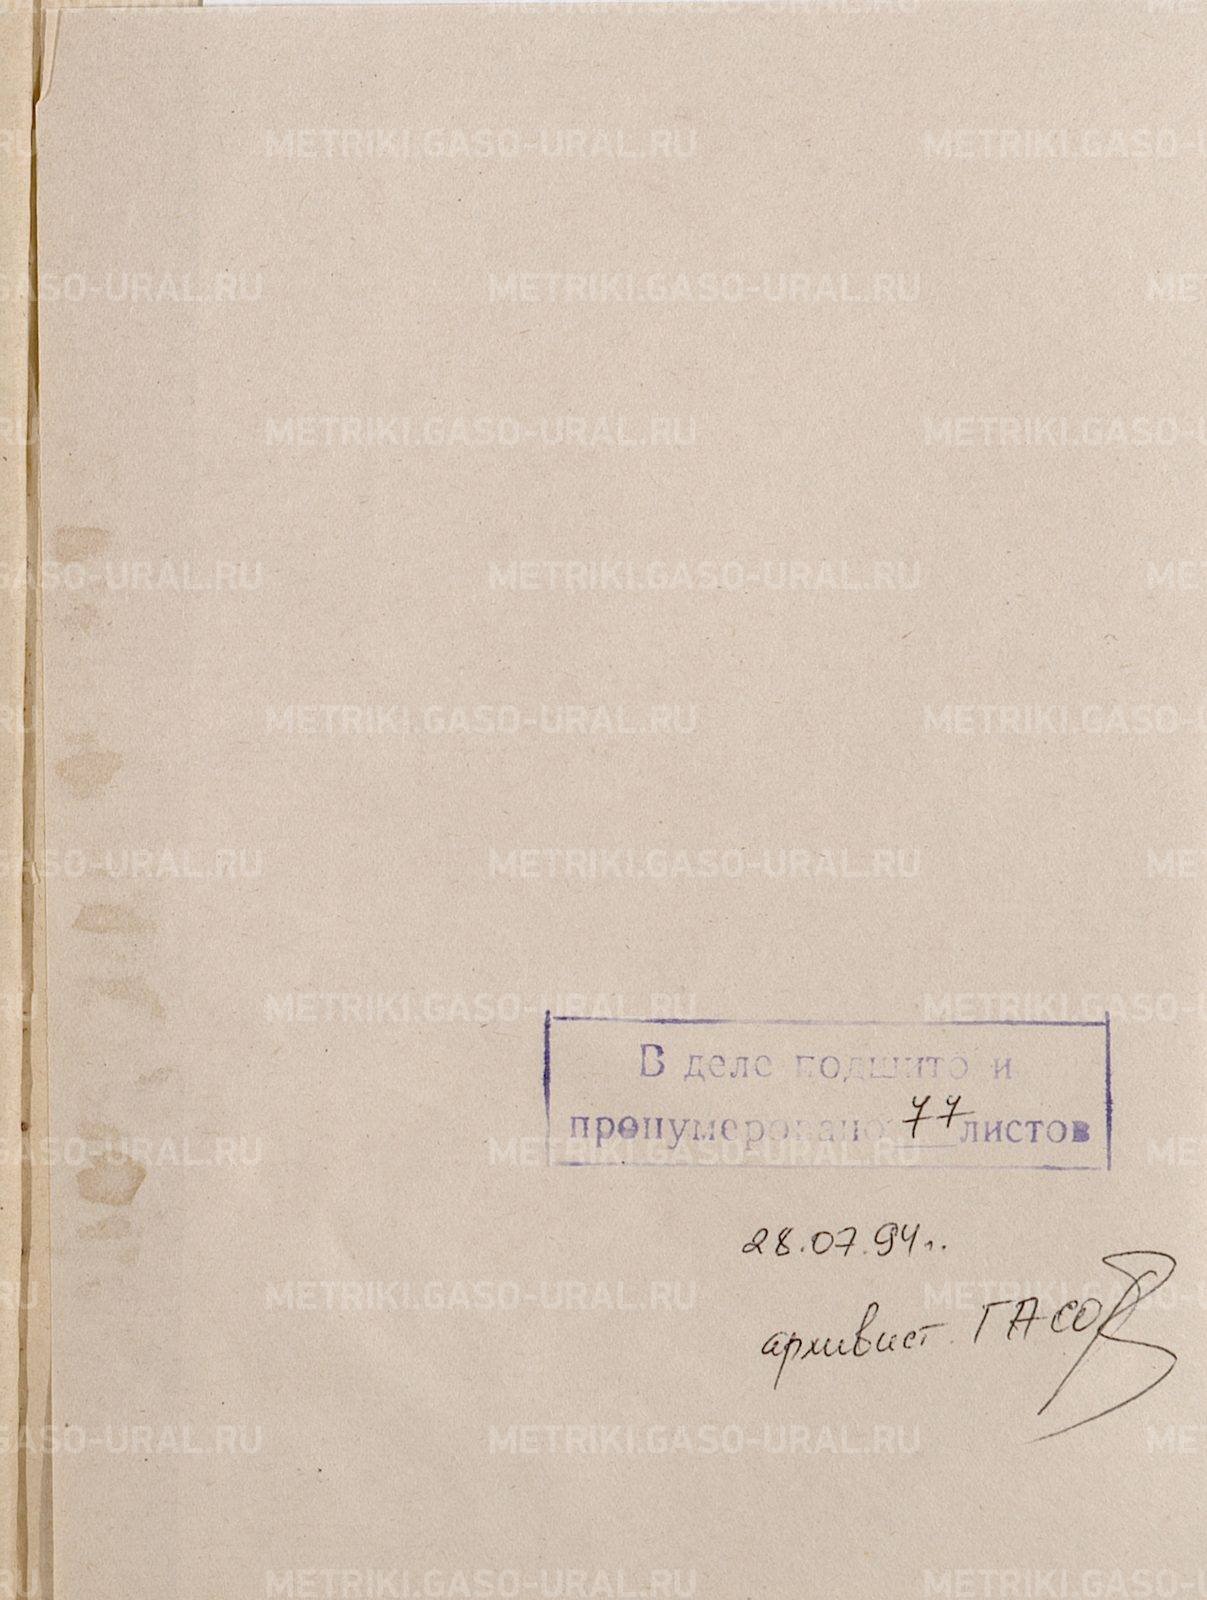 В деле подшито и
пронумеровано 77 листов
28.07.94г.
архивист ГАСО